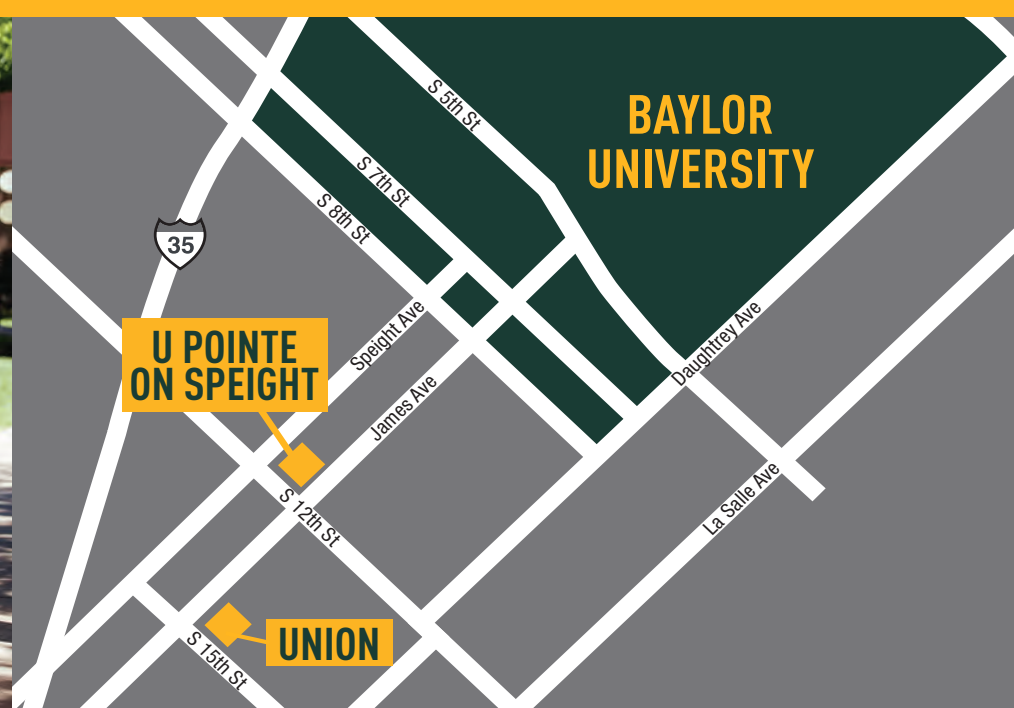 BAYLOR
UNIVERSITY
S 5th St
S 7th St
S 8th St
35
U POINTE
ON SPEIGHT
Speight Ave
James Ave
Daughtrey Ave
La Salle Ave
S 12th St
S 15th St
UNION